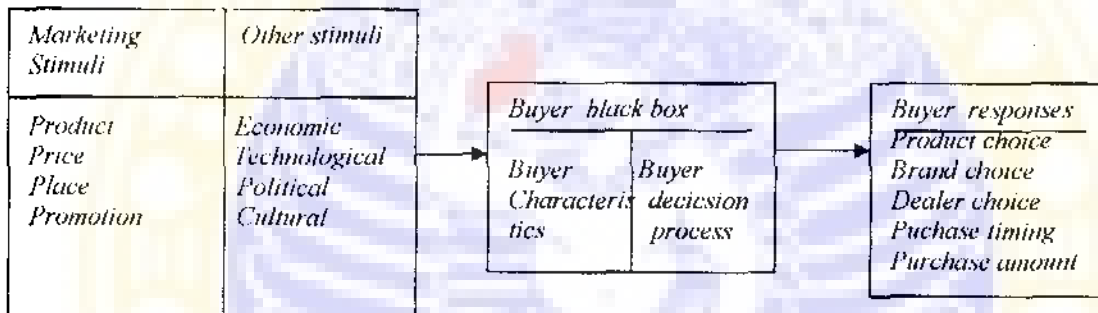 Marketing
Stimuli
Other stimuli
Product
Price
Place
Promotion
Economic
Technological
Political
Cultural
Buyer black box
Buyer
Characteris
tics
Buyer
decicsion
process
Buyer responses
Product choice
Brand choice
Dealer choice
Puchase timing
Purchase amount